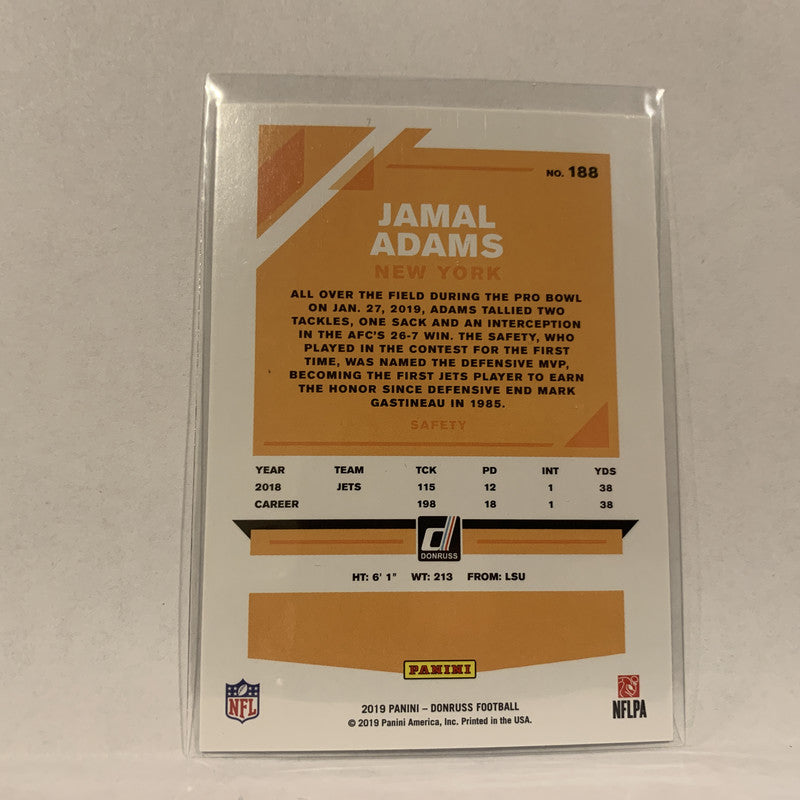 NO. 188
JAMAL
ADAMS
NEW YORK
ALL OVER THE FIELD DURING THE PRO BOWL
ON JAN. 27, 2019, ADAMS TALLIED TWO
TACKLES, ONE SACK AND AN INTERCEPTION
IN THE AFC'S 26-7 WIN. THE SAFETY, WHO
PLAYED IN THE CONTEST FOR THE FIRST
TIME, WAS NAMED THE DEFENSIVE MVP,
BECOMING THE FIRST JETS PLAYER TO EARN
THE HONOR SINCE DEFENSIVE END MARK
GASTINEAU IN 1985.
SAFETY
YEAR TEAM TCK PD INT YDS
2018 JETS 115 12 1 38
CAREER 198 18 1 38
d
DONRUSS
HT: 6' 1" WT: 213 FROM: LSU
PANINI
NFL
2019 PANINI – DONRUSS FOOTBALL
© 2019 Panini America, Inc. Printed in the USA.
NFLPA